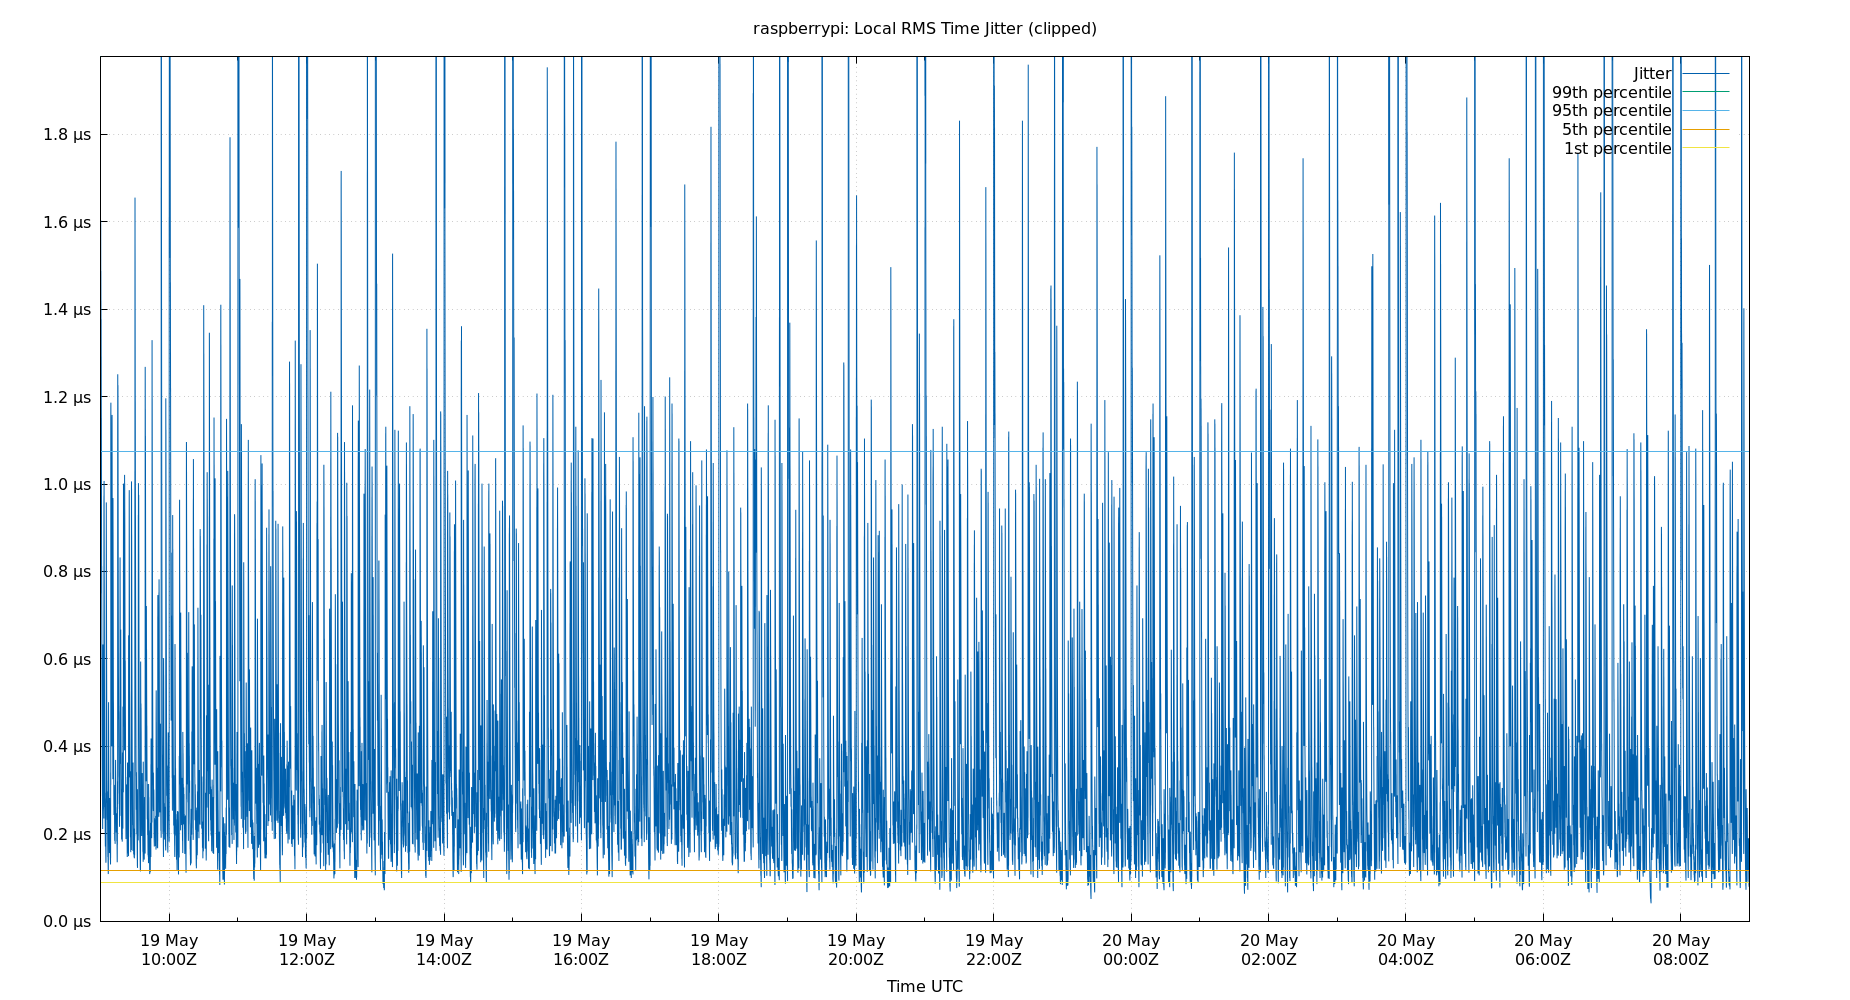 raspberrypi: Local RMS Time Jitter (clipped)
Jitter
99th percentile
95th percentile
5th percentile
1st percentile
1.8 µs
1.6 µs
1.4 µs
1.2 µs
1.0 µs
0.8 µs
0.6 µs
0.4 µs
0.2 µs
0.0 µs
19 May 19 May 19 May 19 May 19 May 19 May 19 May 20 May 20 May 20 May 20 May 20 May
10:00Z 12:00Z 14:00Z 16:00Z 18:00Z 20:00Z 22:00Z 00:00Z 02:00Z 04:00Z 06:00Z 08:00Z
Time UTC